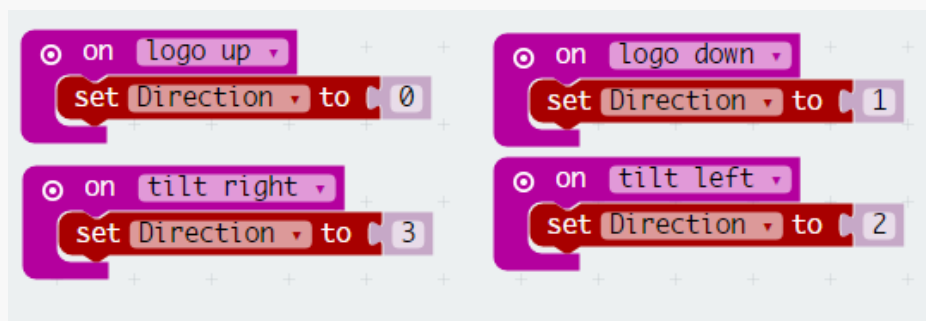 on logo up
set Direction to 0
on logo down
set Direction to 1
on tilt right
set Direction to 3
on tilt left
set Direction to 2